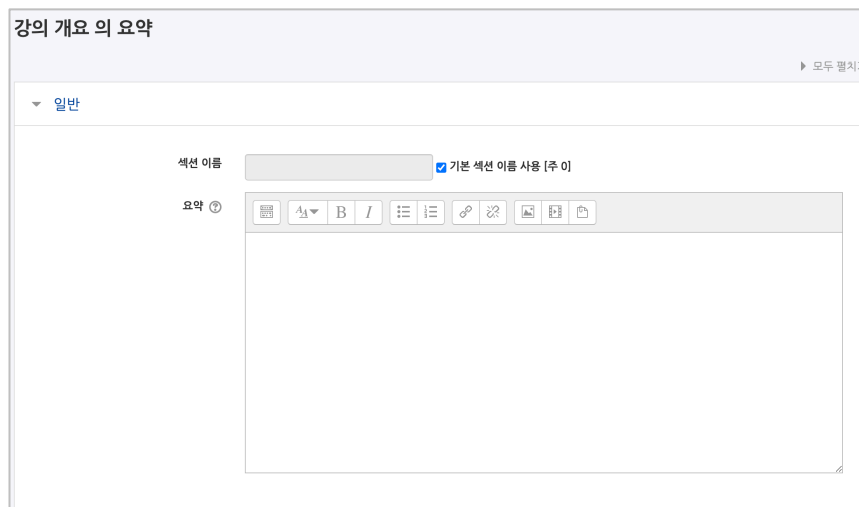 강의 개요 의 요약
모두 펼치
일반
섹션 이름
기본 섹션 이름 사용 [주 0]
요약
B I